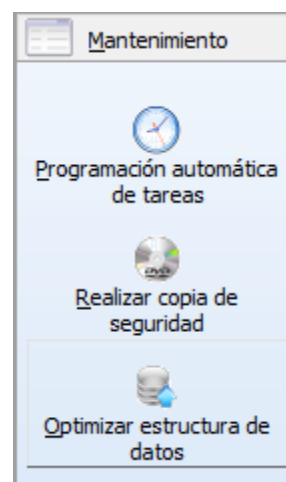 Mantenimiento
Programación automática
de tareas
Realizar copia de
seguridad
Optimizar estructura de
datos